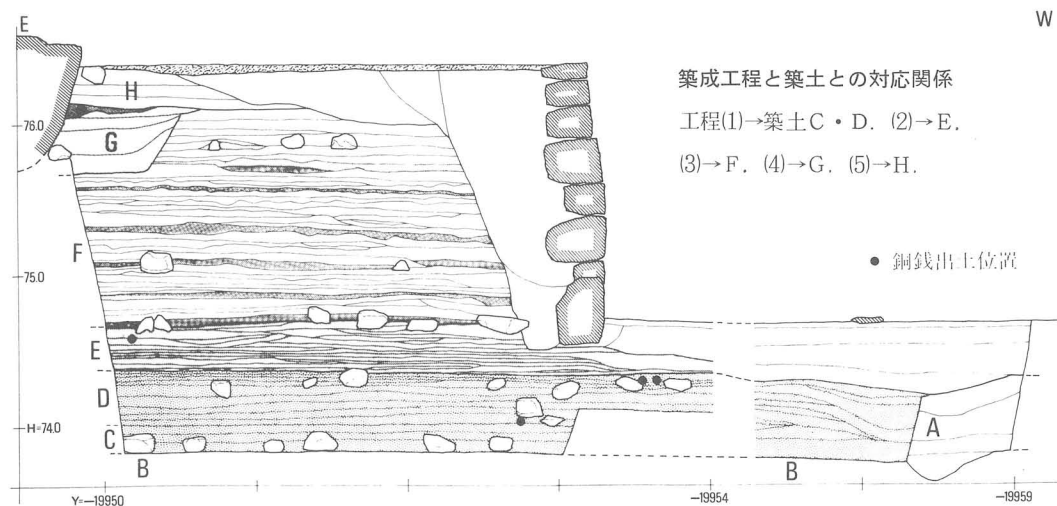 E
W
築成工程と築土との対応関係
工程(1)→築土C・D. (2)→E.
(3)→F. (4)→G. (5)→H.
● 銅銭出土位置
H
76.0
G
F
75.0
E
D
H=74.0
C
A
B
B
Y=-19950
-19954
-19959